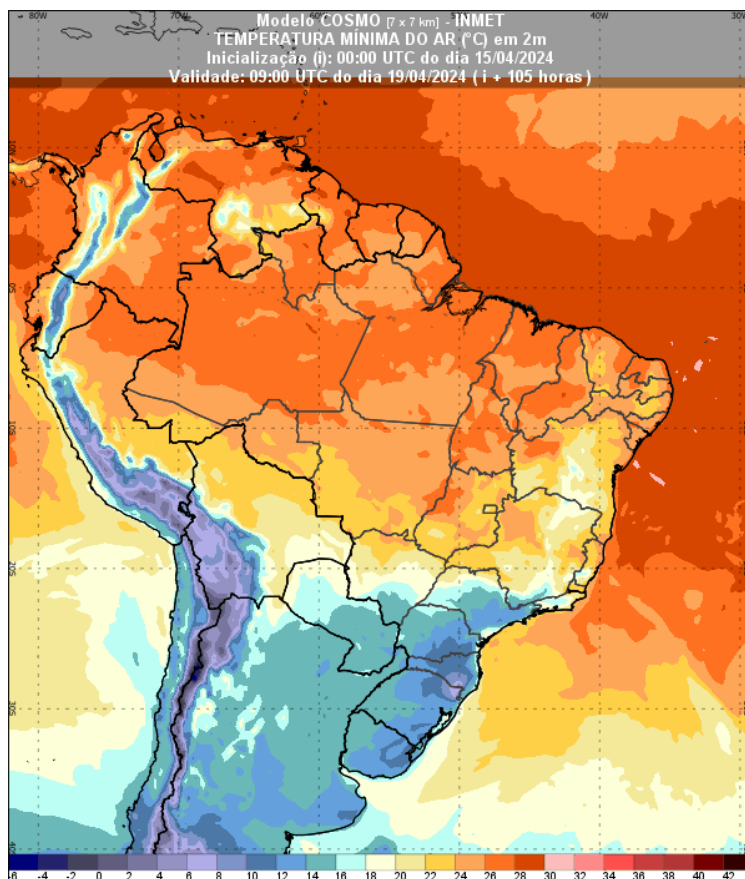 Modelo COSMO [7 x 7 km] - INMET
TEMPERATURA MÍNIMA DO AR (°C) em 2m
Inicialização (i): 00:00 UTC do dia 15/04/2024
Validade: 09:00 UTC do dia 19/04/2024 ( i + 105 horas )
80W 70W 60W 50W 40W 30W
-6 -4 -2 0 2 4 6 8 10 12 14 16 18 20 22 24 26 28 30 32 34 36 38 40 42